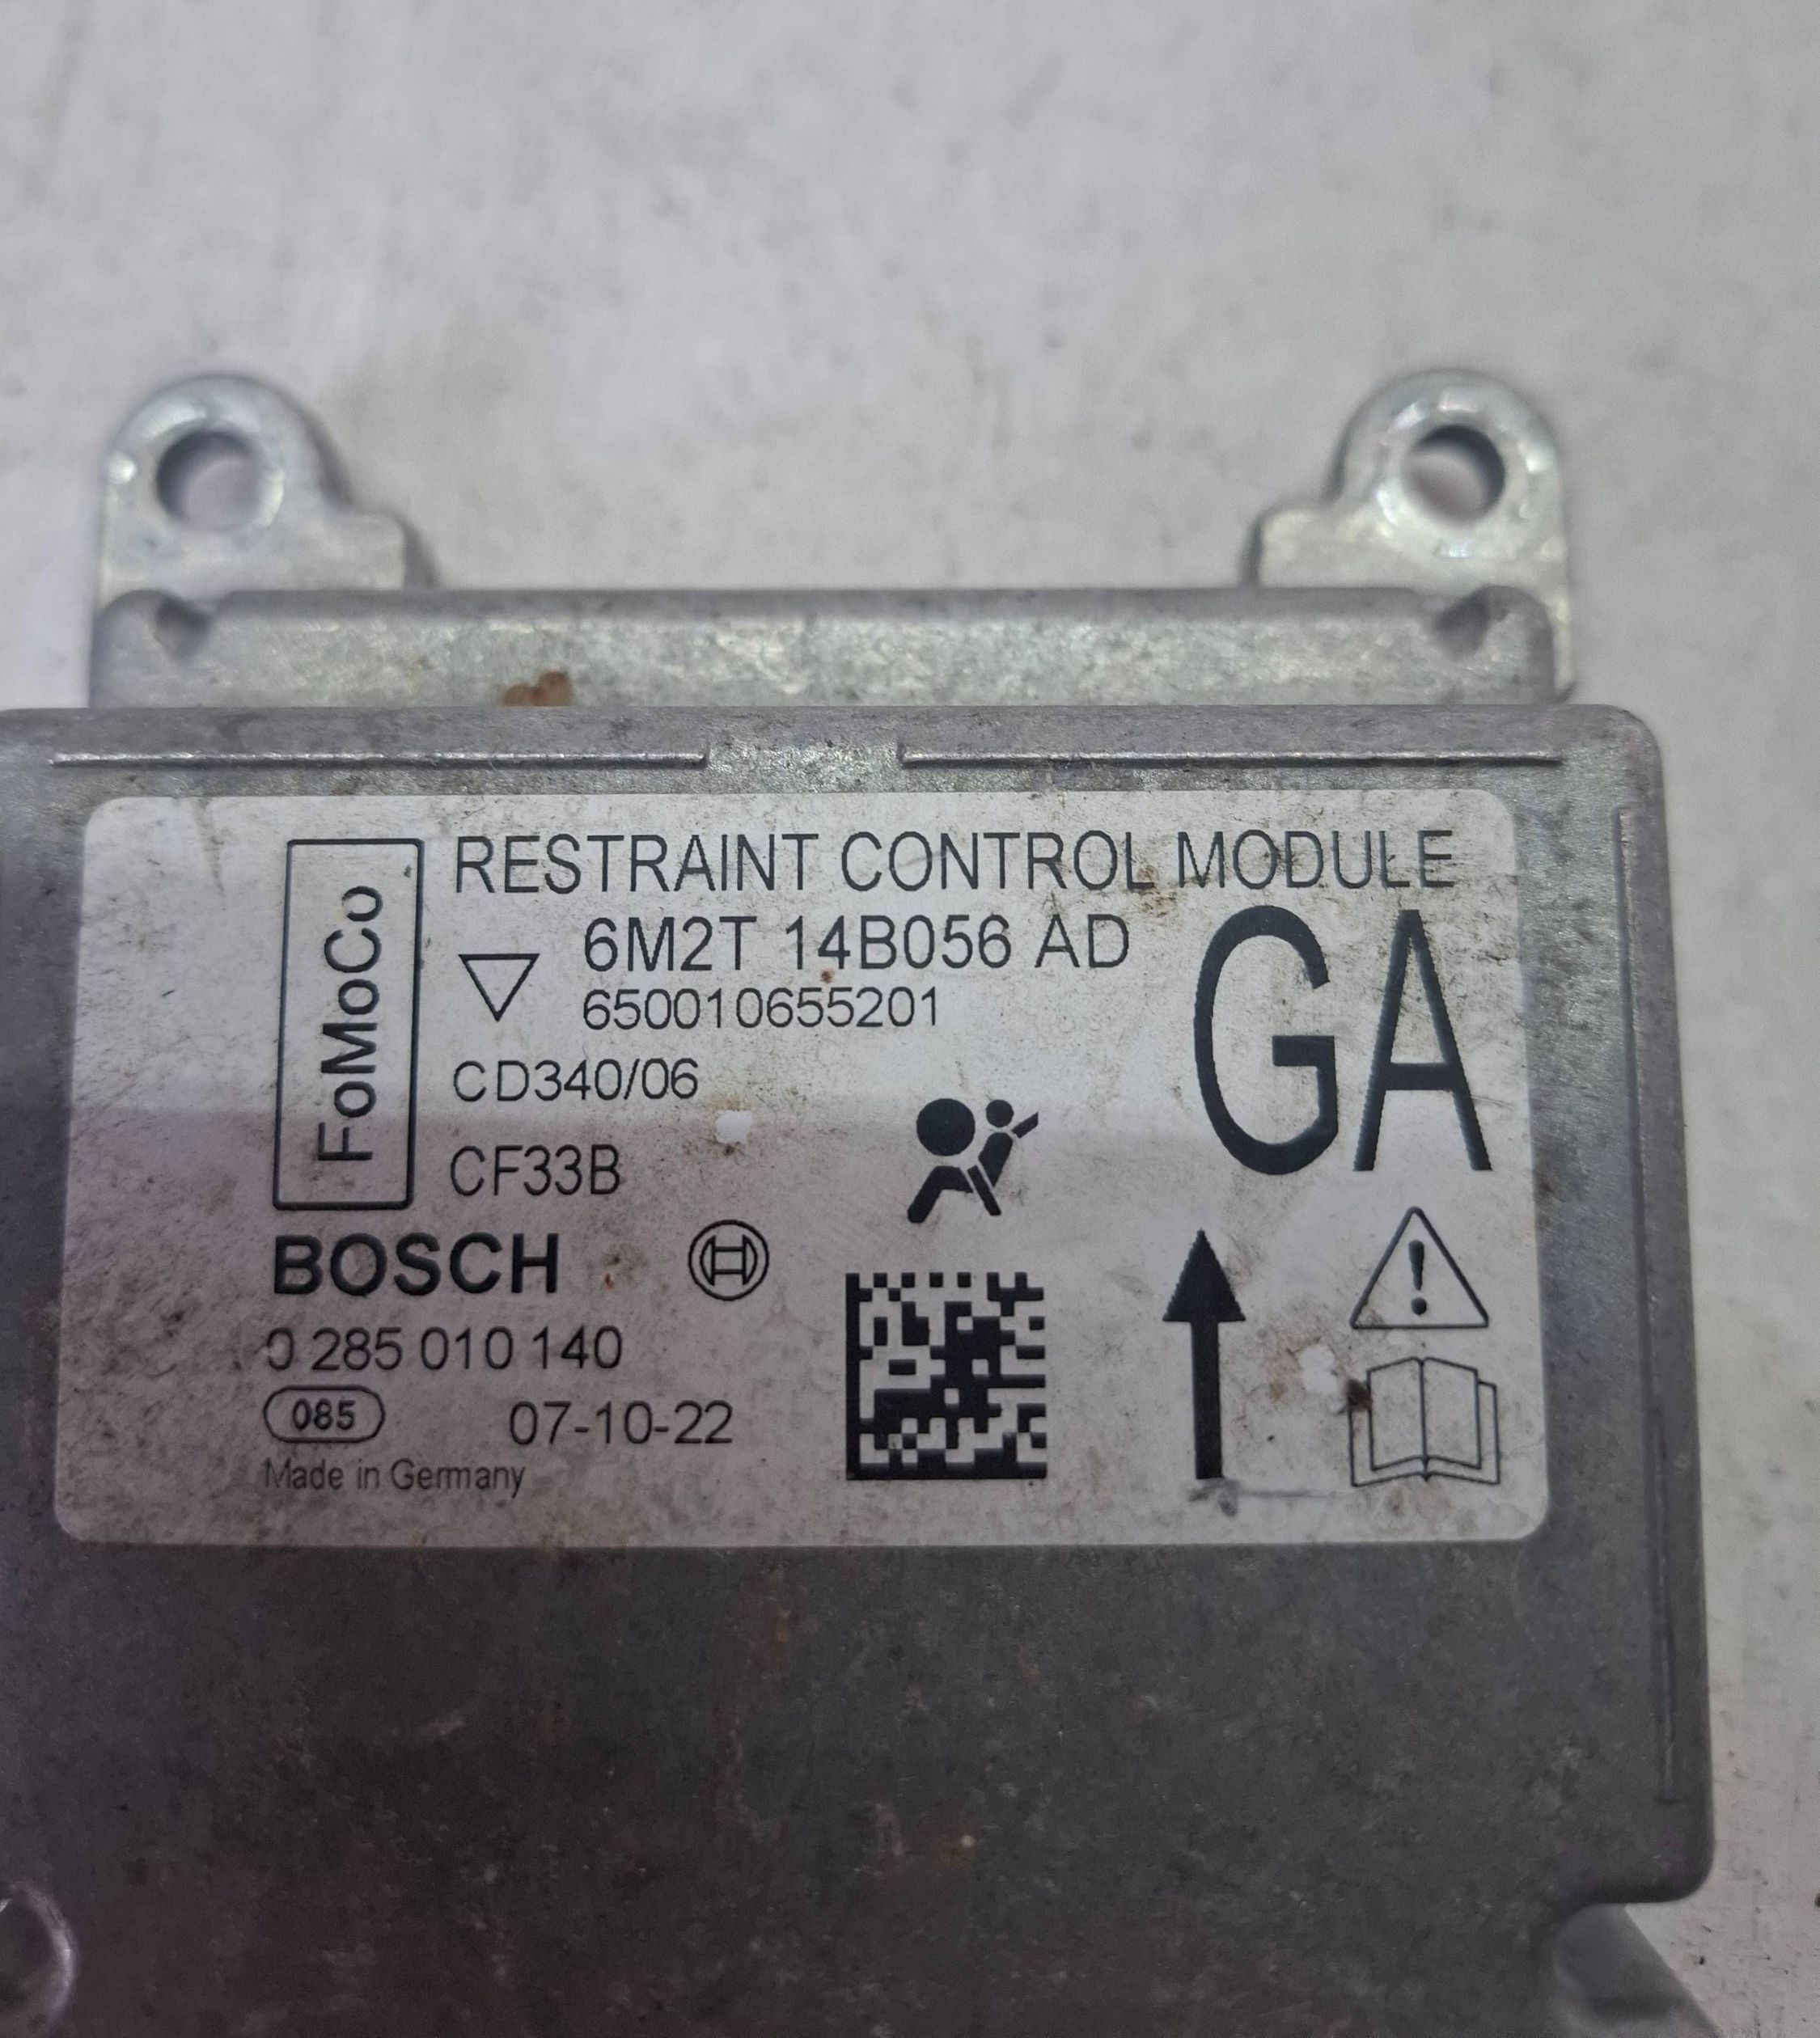 FoMoCo
RESTRAINT CONTROL MODULE
6M2T 14B056 AD
GA
650010655201
CD340/06
CF33B
BOSCH
0 285 010 140
085 07-10-22
Made in Germany